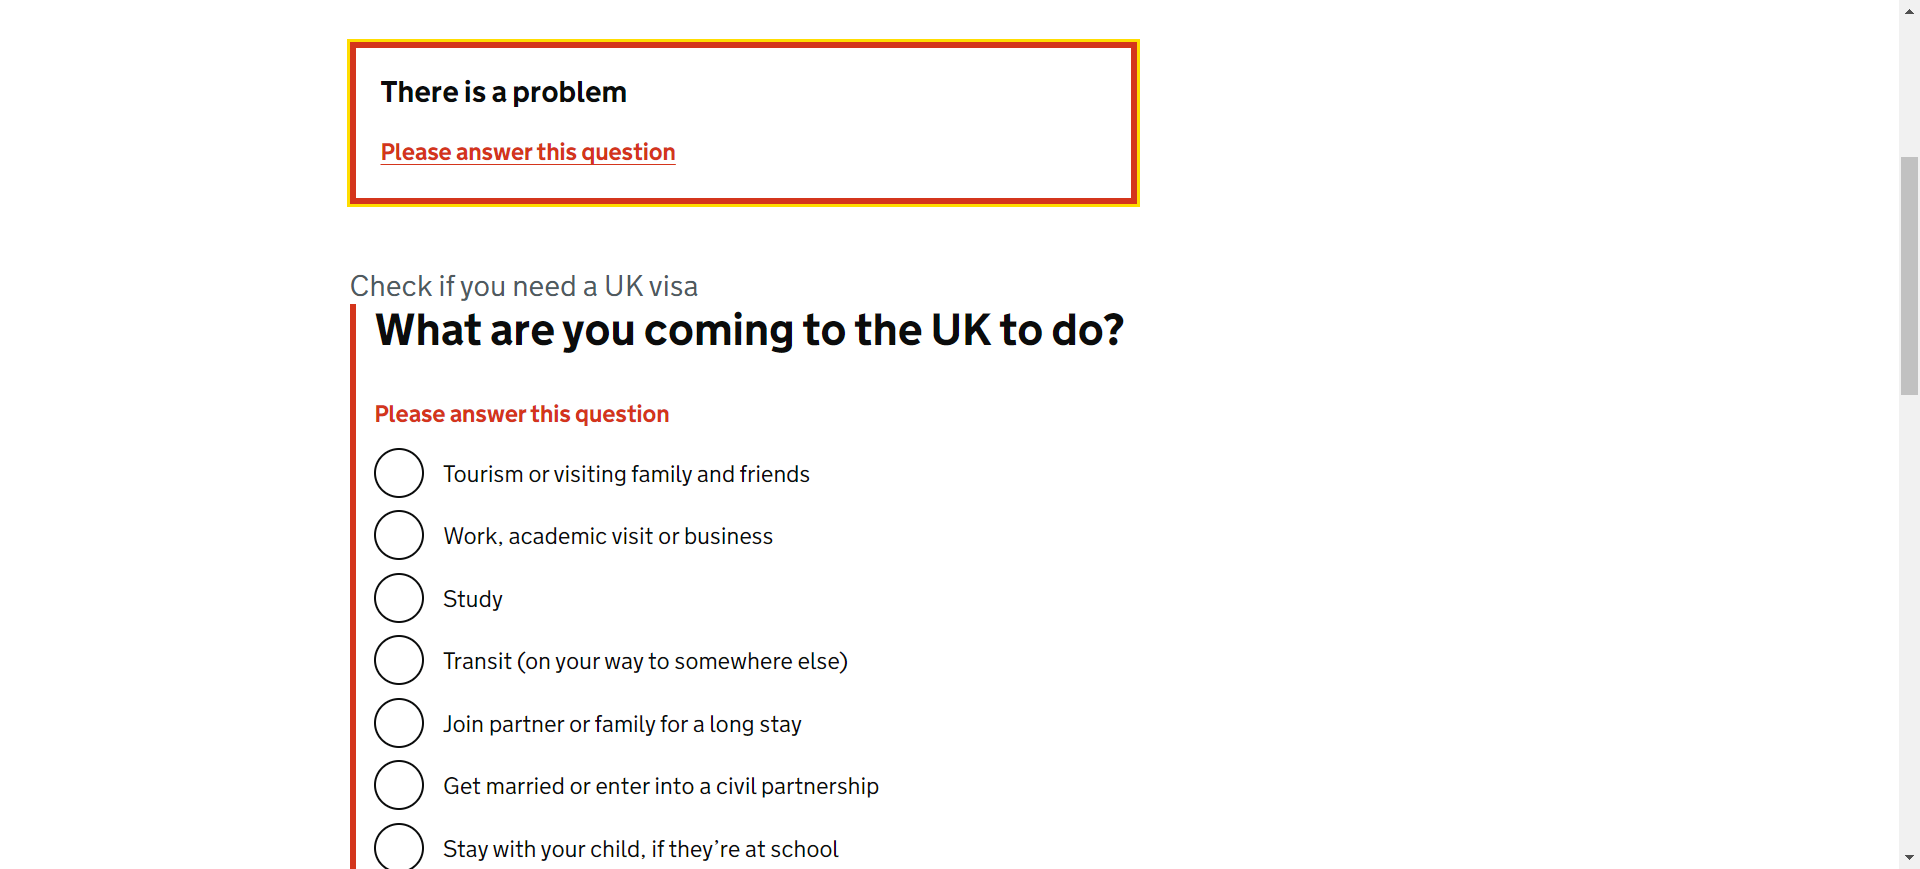 There is a problem
Please answer this question
Check if you need a UK visa
What are you coming to the UK to do?
Please answer this question
Tourism or visiting family and friends
Work, academic visit or business
Study
Transit (on your way to somewhere else)
Join partner or family for a long stay
Get married or enter into a civil partnership
Stay with your child, if they’re at school